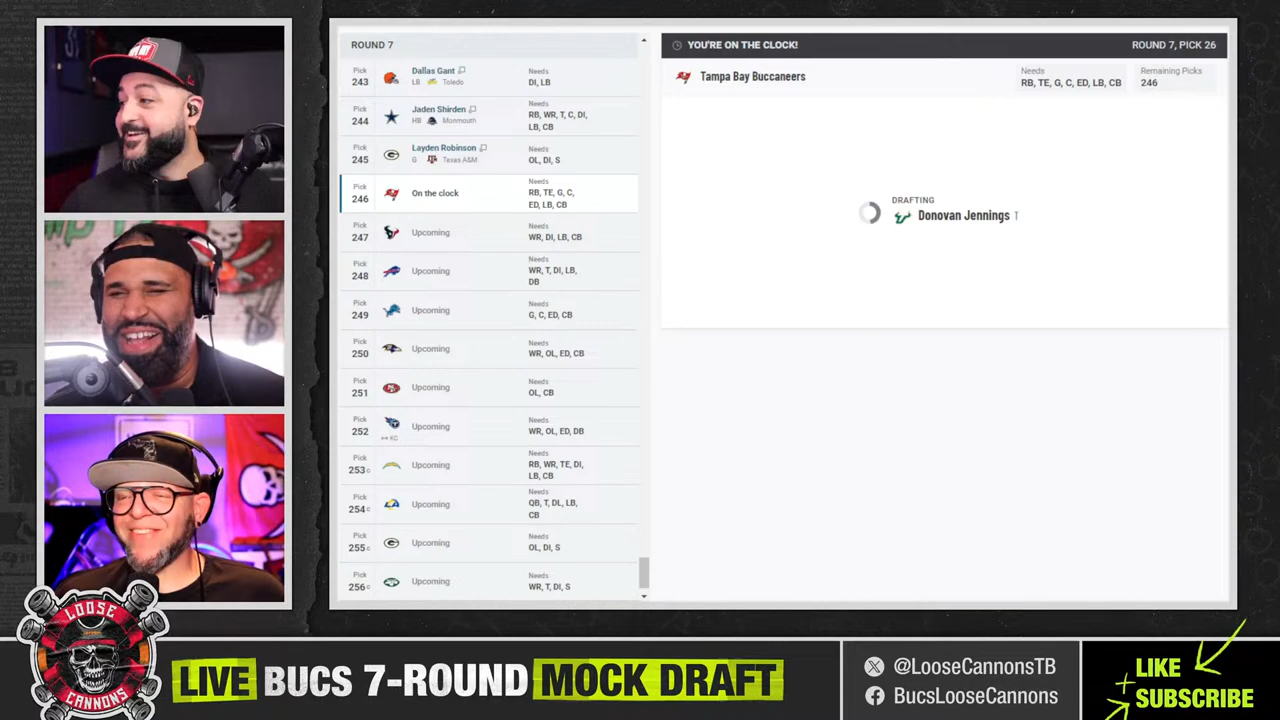 ROUND 7
Pick
243
Dallas Gant
LB Toledo
Needs
DI, LB
Pick
244
Jaden Shirden
HB Monmouth
Needs
RB, WR, T, C, DI,
LB, CB
Pick
245
Layden Robinson
G Texas A&M
Needs
OL, DI, S
Pick
246
On the clock
Needs
RB, TE, G, C,
ED, LB, CB
Pick
247
Upcoming
Needs
WR, DI, LB, CB
Pick
248
Upcoming
Needs
WR, T, DI, LB,
DB
Pick
249
Upcoming
Needs
G, C, ED, CB
Pick
250
Upcoming
Needs
WR, OL, ED, CB
Pick
251
Upcoming
Needs
OL, CB
Pick
252
KC
Upcoming
Needs
WR, OL, ED, DB
Pick
253 c
Upcoming
Needs
RB, WR, TE, DI,
LB, CB
Pick
254 c
Upcoming
Needs
QB, T, DL, LB,
CB
Pick
255 c
Upcoming
Needs
OL, DI, S
Pick
256 c
Upcoming
Needs
WR, T, DI, S
YOU'RE ON THE CLOCK!
ROUND 7, PICK 26
Tampa Bay Buccaneers
Needs
RB, TE, G, C, ED, LB, CB
Remaining Picks
246
DRAFTING
Donovan Jennings T
LOOSE
CANNONS
LIVE BUCS 7-ROUND MOCK DRAFT
@LooseCannonsTB
BucsLooseCannons
LIKE
+
SUBSCRIBE